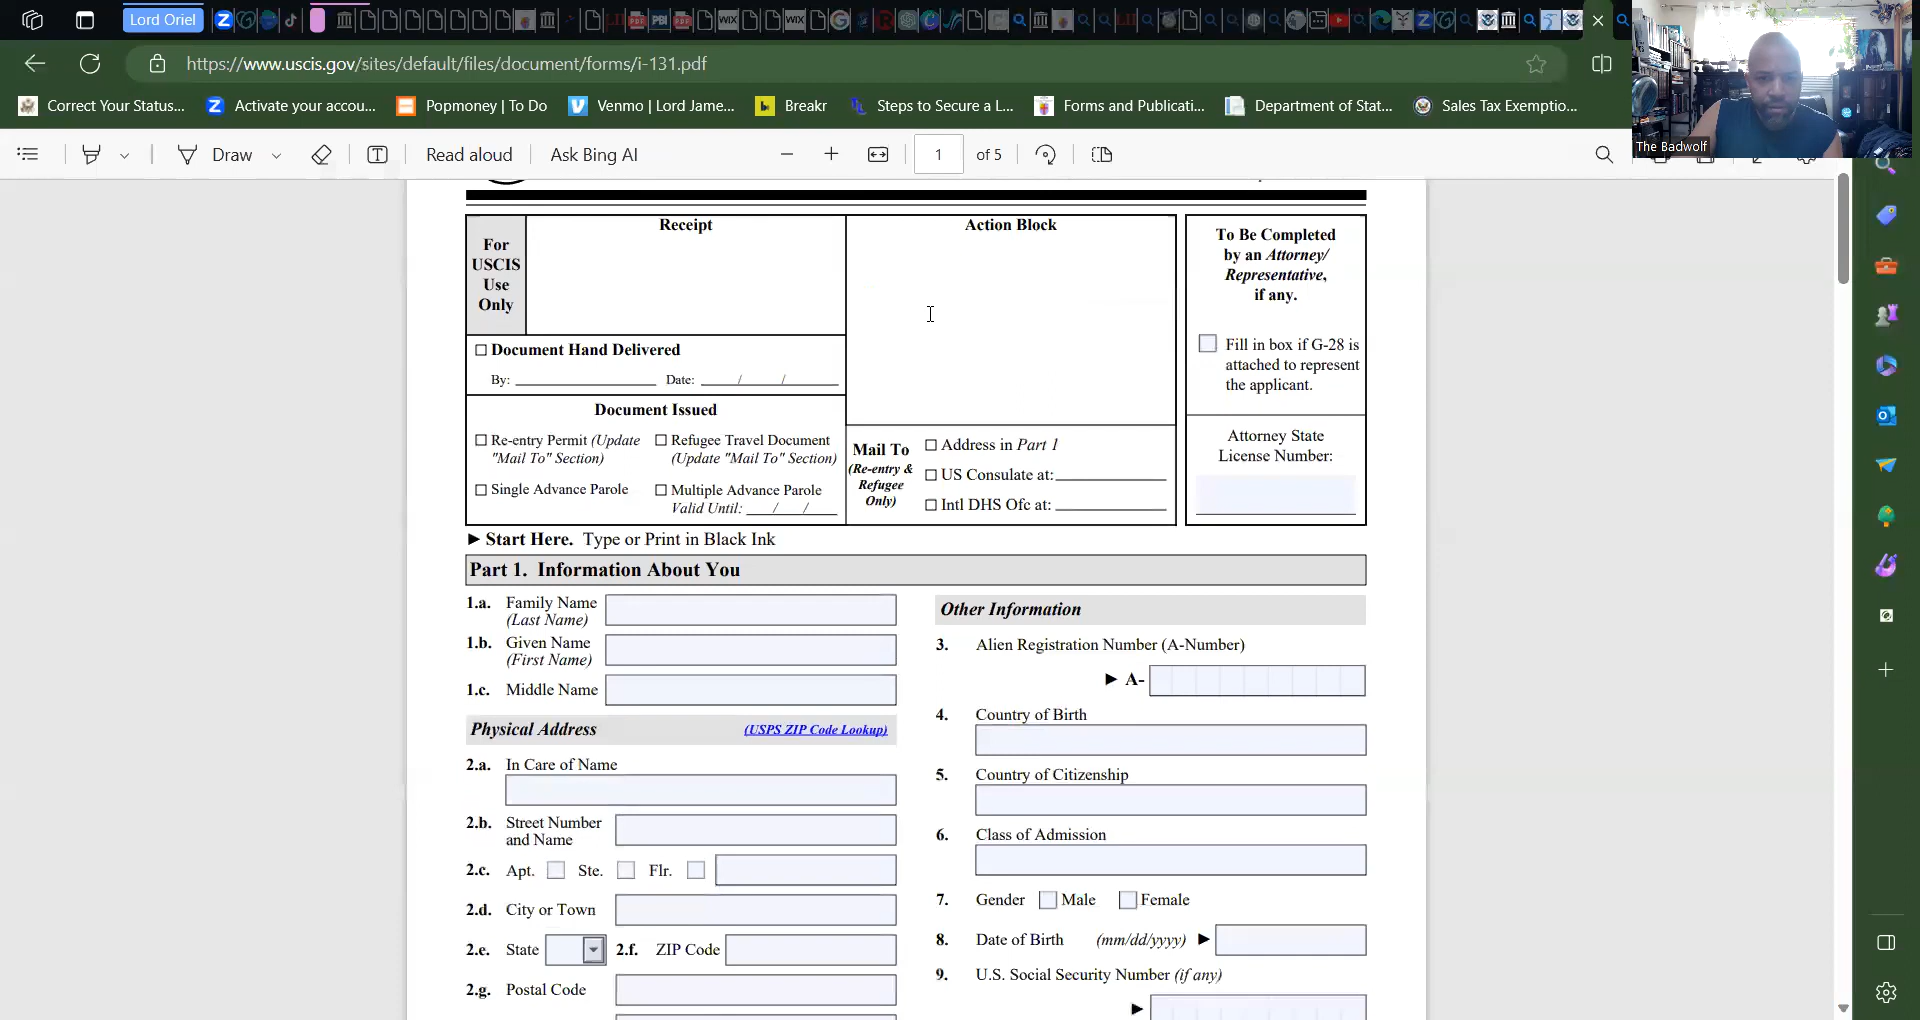 Lord Oriel
https://www.uscis.gov/sites/default/files/document/forms/i-131.pdf
Correct Your Status...
Activate your accou...
Popmoney | To Do
Venmo | Lord Jame...
Breakr
Steps to Secure a L...
Forms and Publicati...
Department of Stat...
Sales Tax Exemptio...
The Badwolf
Draw
Read aloud
Ask Bing AI
1
of 5
For
USCIS
Use
Only
Receipt
Document Hand Delivered
By:
Date: / /
Document Issued
Re-entry Permit (Update
"Mail To" Section)
Refugee Travel Document
(Update "Mail To" Section)
Single Advance Parole
Multiple Advance Parole
Valid Until: / /
Action Block
Mail To
(Re-entry &
Refugee
Only)
Address in Part 1
US Consulate at:
Intl DHS Ofc at:
To Be Completed
by an Attorney/
Representative,
if any.
Fill in box if G-28 is
attached to represent
the applicant.
Attorney State
License Number:
► Start Here. Type or Print in Black Ink
Part 1. Information About You
1.a. Family Name
(Last Name)
1.b. Given Name
(First Name)
1.c. Middle Name
Physical Address
(USPS ZIP Code Lookup)
2.a. In Care of Name
2.b. Street Number
and Name
2.c. Apt. Ste. Flr.
2.d. City or Town
2.e. State
2.f. ZIP Code
2.g. Postal Code
Other Information
3. Alien Registration Number (A-Number)
► A-
4. Country of Birth
5. Country of Citizenship
6. Class of Admission
7. Gender Male Female
8. Date of Birth (mm/dd/yyyy) ►
9. U.S. Social Security Number (if any)
►